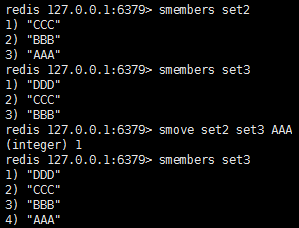 redis 127.0.0.1:6379> smembers set2
1) "CCC"
2) "BBB"
3) "AAA"
redis 127.0.0.1:6379> smembers set3
1) "DDD"
2) "CCC"
3) "BBB"
redis 127.0.0.1:6379> smove set2 set3 AAA
(integer) 1
redis 127.0.0.1:6379> smembers set3
1) "DDD"
2) "CCC"
3) "BBB"
4) "AAA"